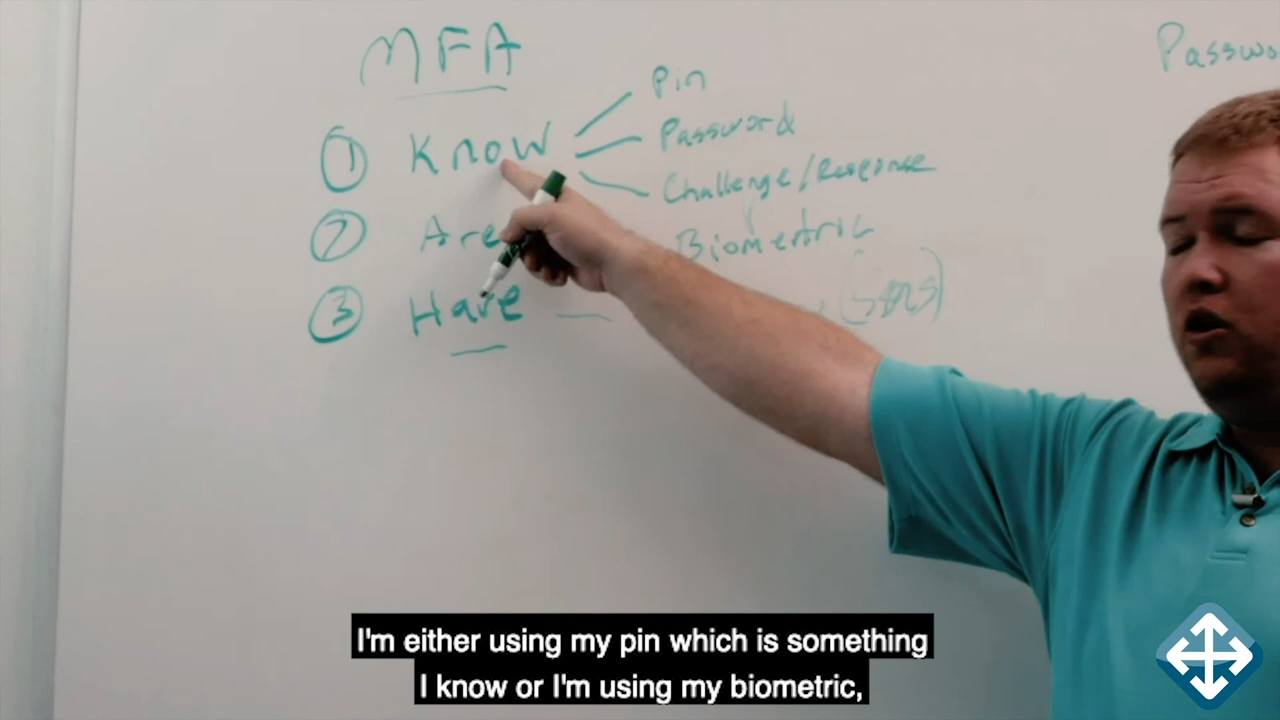 MFA
① Know
Pin
Password
Challenge/Response
② Are
Biometric
③ Have
I'm either using my pin which is something
I know or I'm using my biometric,